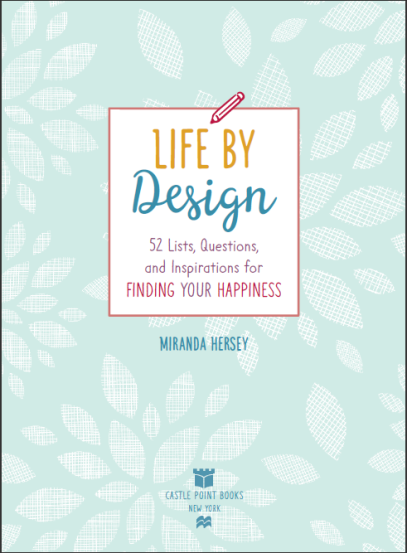 LIFE BY
Design
52 Lists, Questions,
and Inspirations for
FINDING YOUR HAPPINESS
MIRANDA HERSEY
CASTLE POINT BOOKS
NEW YORK